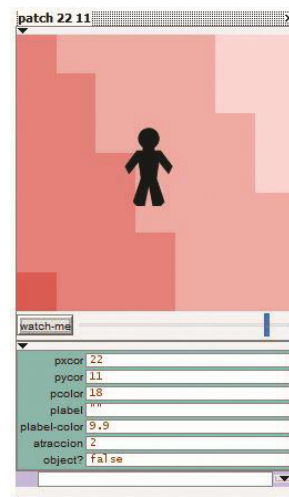 patch 22 11
watch-me
pxcor 22
pycor 11
pcolor 18
plabel ""
plabel-color 9.9
atraccion 2
object? false